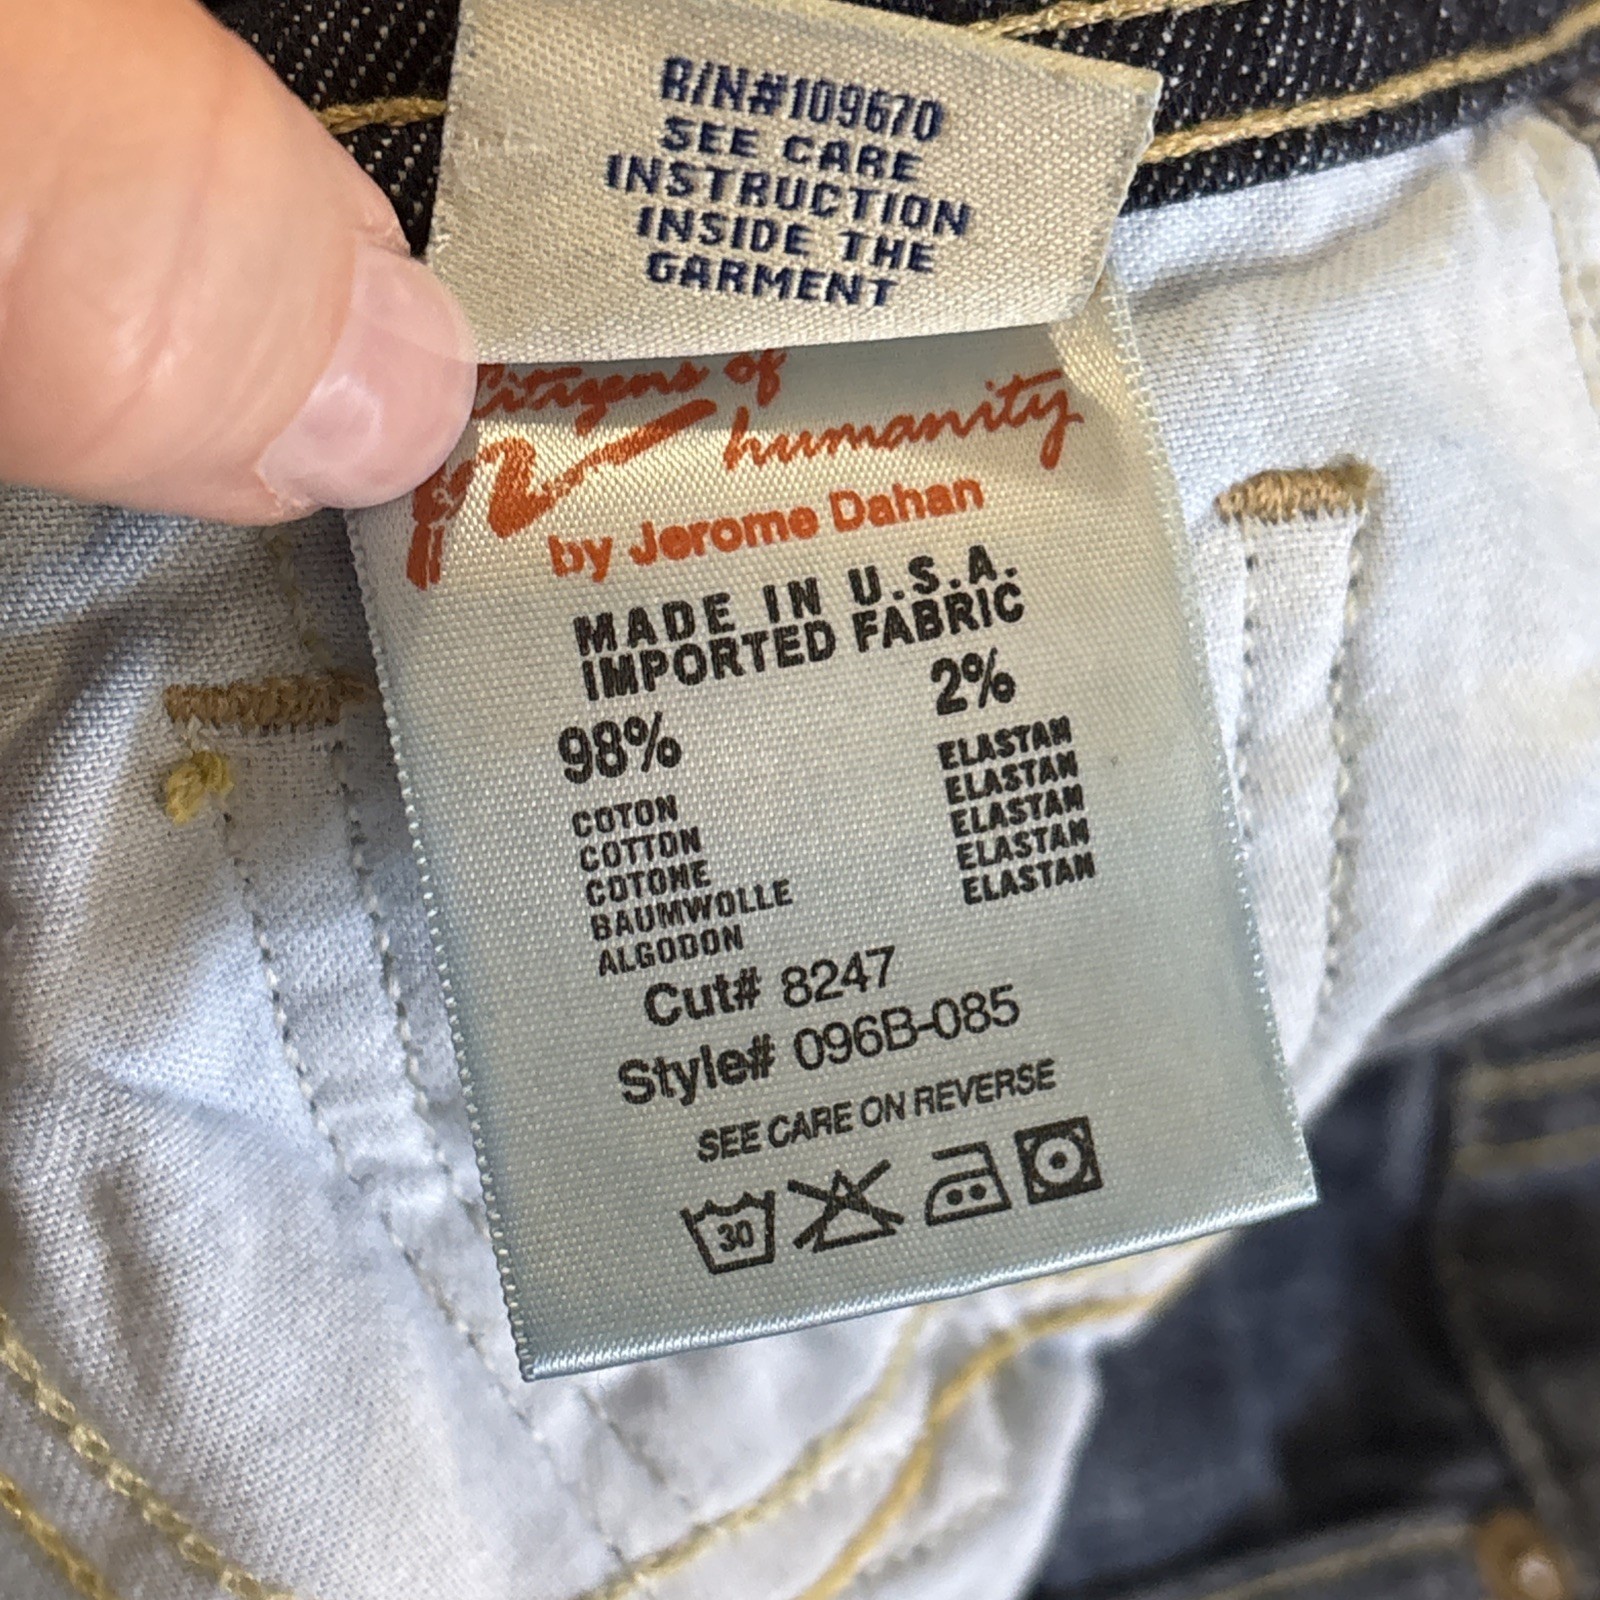 R/N#109670
SEE CARE
INSTRUCTION
INSIDE THE
GARMENT
Citizens of
humanity
by Jerome Dahan
MADE IN U.S.A.
IMPORTED FABRIC
98%
2%
COTON
COTTON
COTONE
BAUMWOLLE
ALGODON
ELASTAN
ELASTAN
ELASTAN
ELASTAN
ELASTAN
Cut# 8247
Style# 096B-085
SEE CARE ON REVERSE
30